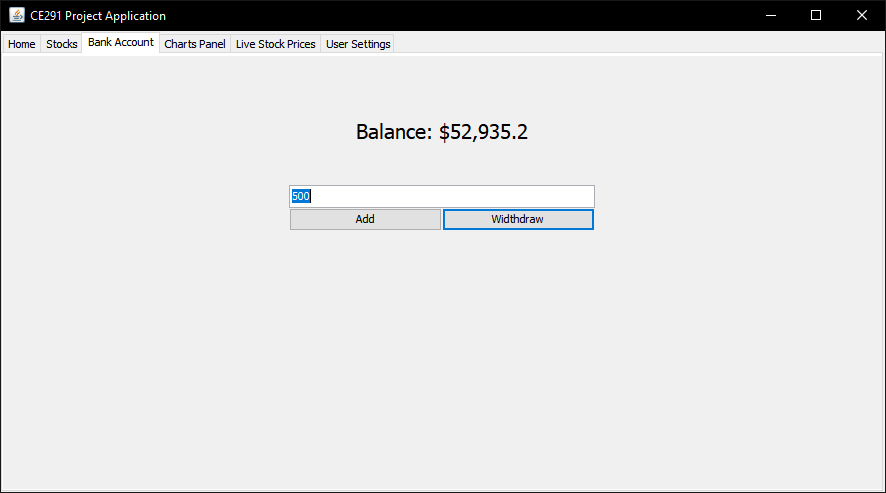 CE291 Project Application
Home Stocks Bank Account Charts Panel Live Stock Prices User Settings
Balance: $52,935.2
500
Add Widthdraw